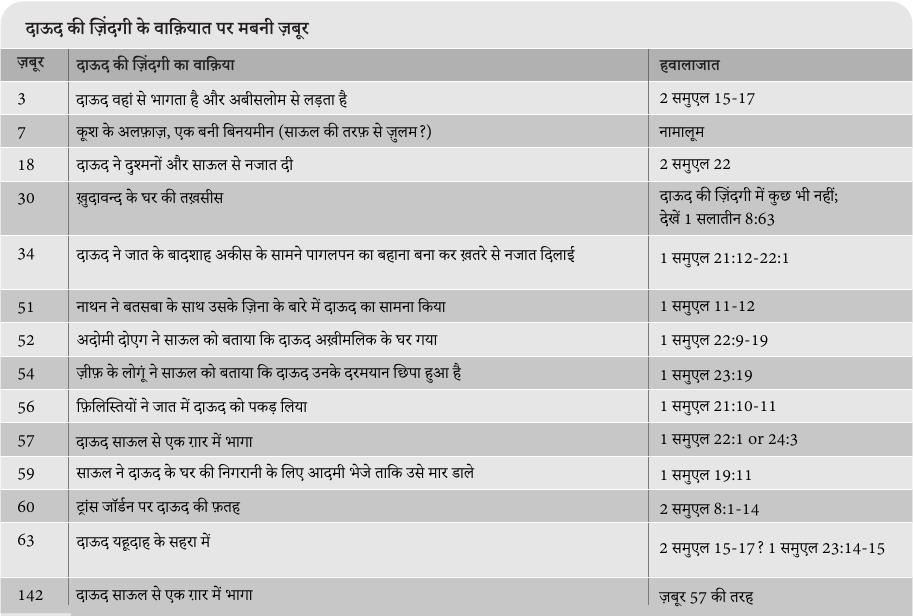 दाऊद की ज़िंदगी के वाक़ियात पर मबनी ज़बूर
ज़बूर दाऊद की ज़िंदगी का वाक़िया हवालाजात
3 दाऊद वहां से भागता है और अबीसलोम से लड़ता है 2 समुएल 15-17
7 कूश के अलफ़ाज़, एक बनी बिनयमीन (साऊल की तरफ़ से ज़ुलम?) नामालूम
18 दाऊद ने दुश्मनों और साऊल से नजात दी 2 समुएल 22
30 ख़ुदावन्द के घर की तख़सीस दाऊद की ज़िंदगी में कुछ भी नहीं;
देखें 1 सलातीन 8:63
34 दाऊद ने जात के बादशाह अकीस के सामने पागलपन का बहाना बना कर ख़तरे से नजात दिलाई 1 समुएल 21:12-22:1
51 नाथन ने बतसबा के साथ उसके ज़िना के बारे में दाऊद का सामना किया 1 समुएल 11-12
52 अदोमी दोएग ने साऊल को बताया कि दाऊद अख़ीमलिक के घर गया 1 समुएल 22:9-19
54 ज़ीफ़ के लोगूं ने साऊल को बताया कि दाऊद उनके दरमयान छिपा हुआ है 1 समुएल 23:19
56 फ़िलिस्तियों ने जात में दाऊद को पकड़ लिया 1 समुएल 21:10-11
57 दाऊद साऊल से एक ग़ार में भागा 1 समुएल 22:1 or 24:3
59 साऊल ने दाऊद के घर की निगरानी के लिए आदमी भेजे ताकि उसे मार डाले 1 समुएल 19:11
60 ट्रांस जॉर्डन पर दाऊद की फ़तह 2 समुएल 8:1-14
63 दाऊद यहूदाह के सहरा में 2 समुएल 15-17? 1 समुएल 23:14-15
142 दाऊद साऊल से एक ग़ार में भागा ज़बूर 57 की तरह